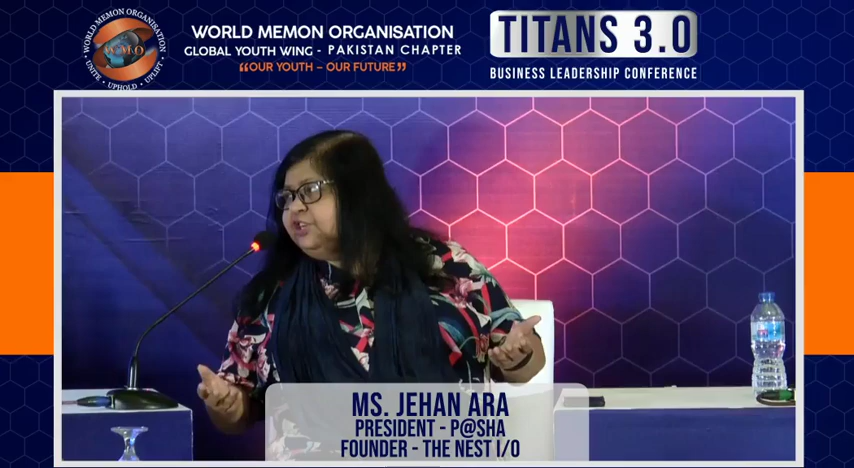 WORLD MEMON ORGANISATION
W M O
UNITE · UPHOLD · UPLIFT
WORLD MEMON ORGANISATION
GLOBAL YOUTH WING - PAKISTAN CHAPTER
“OUR YOUTH – OUR FUTURE”
TITANS 3.0
BUSINESS LEADERSHIP CONFERENCE
MS. JEHAN ARA
PRESIDENT - P@SHA
FOUNDER - THE NEST I/O